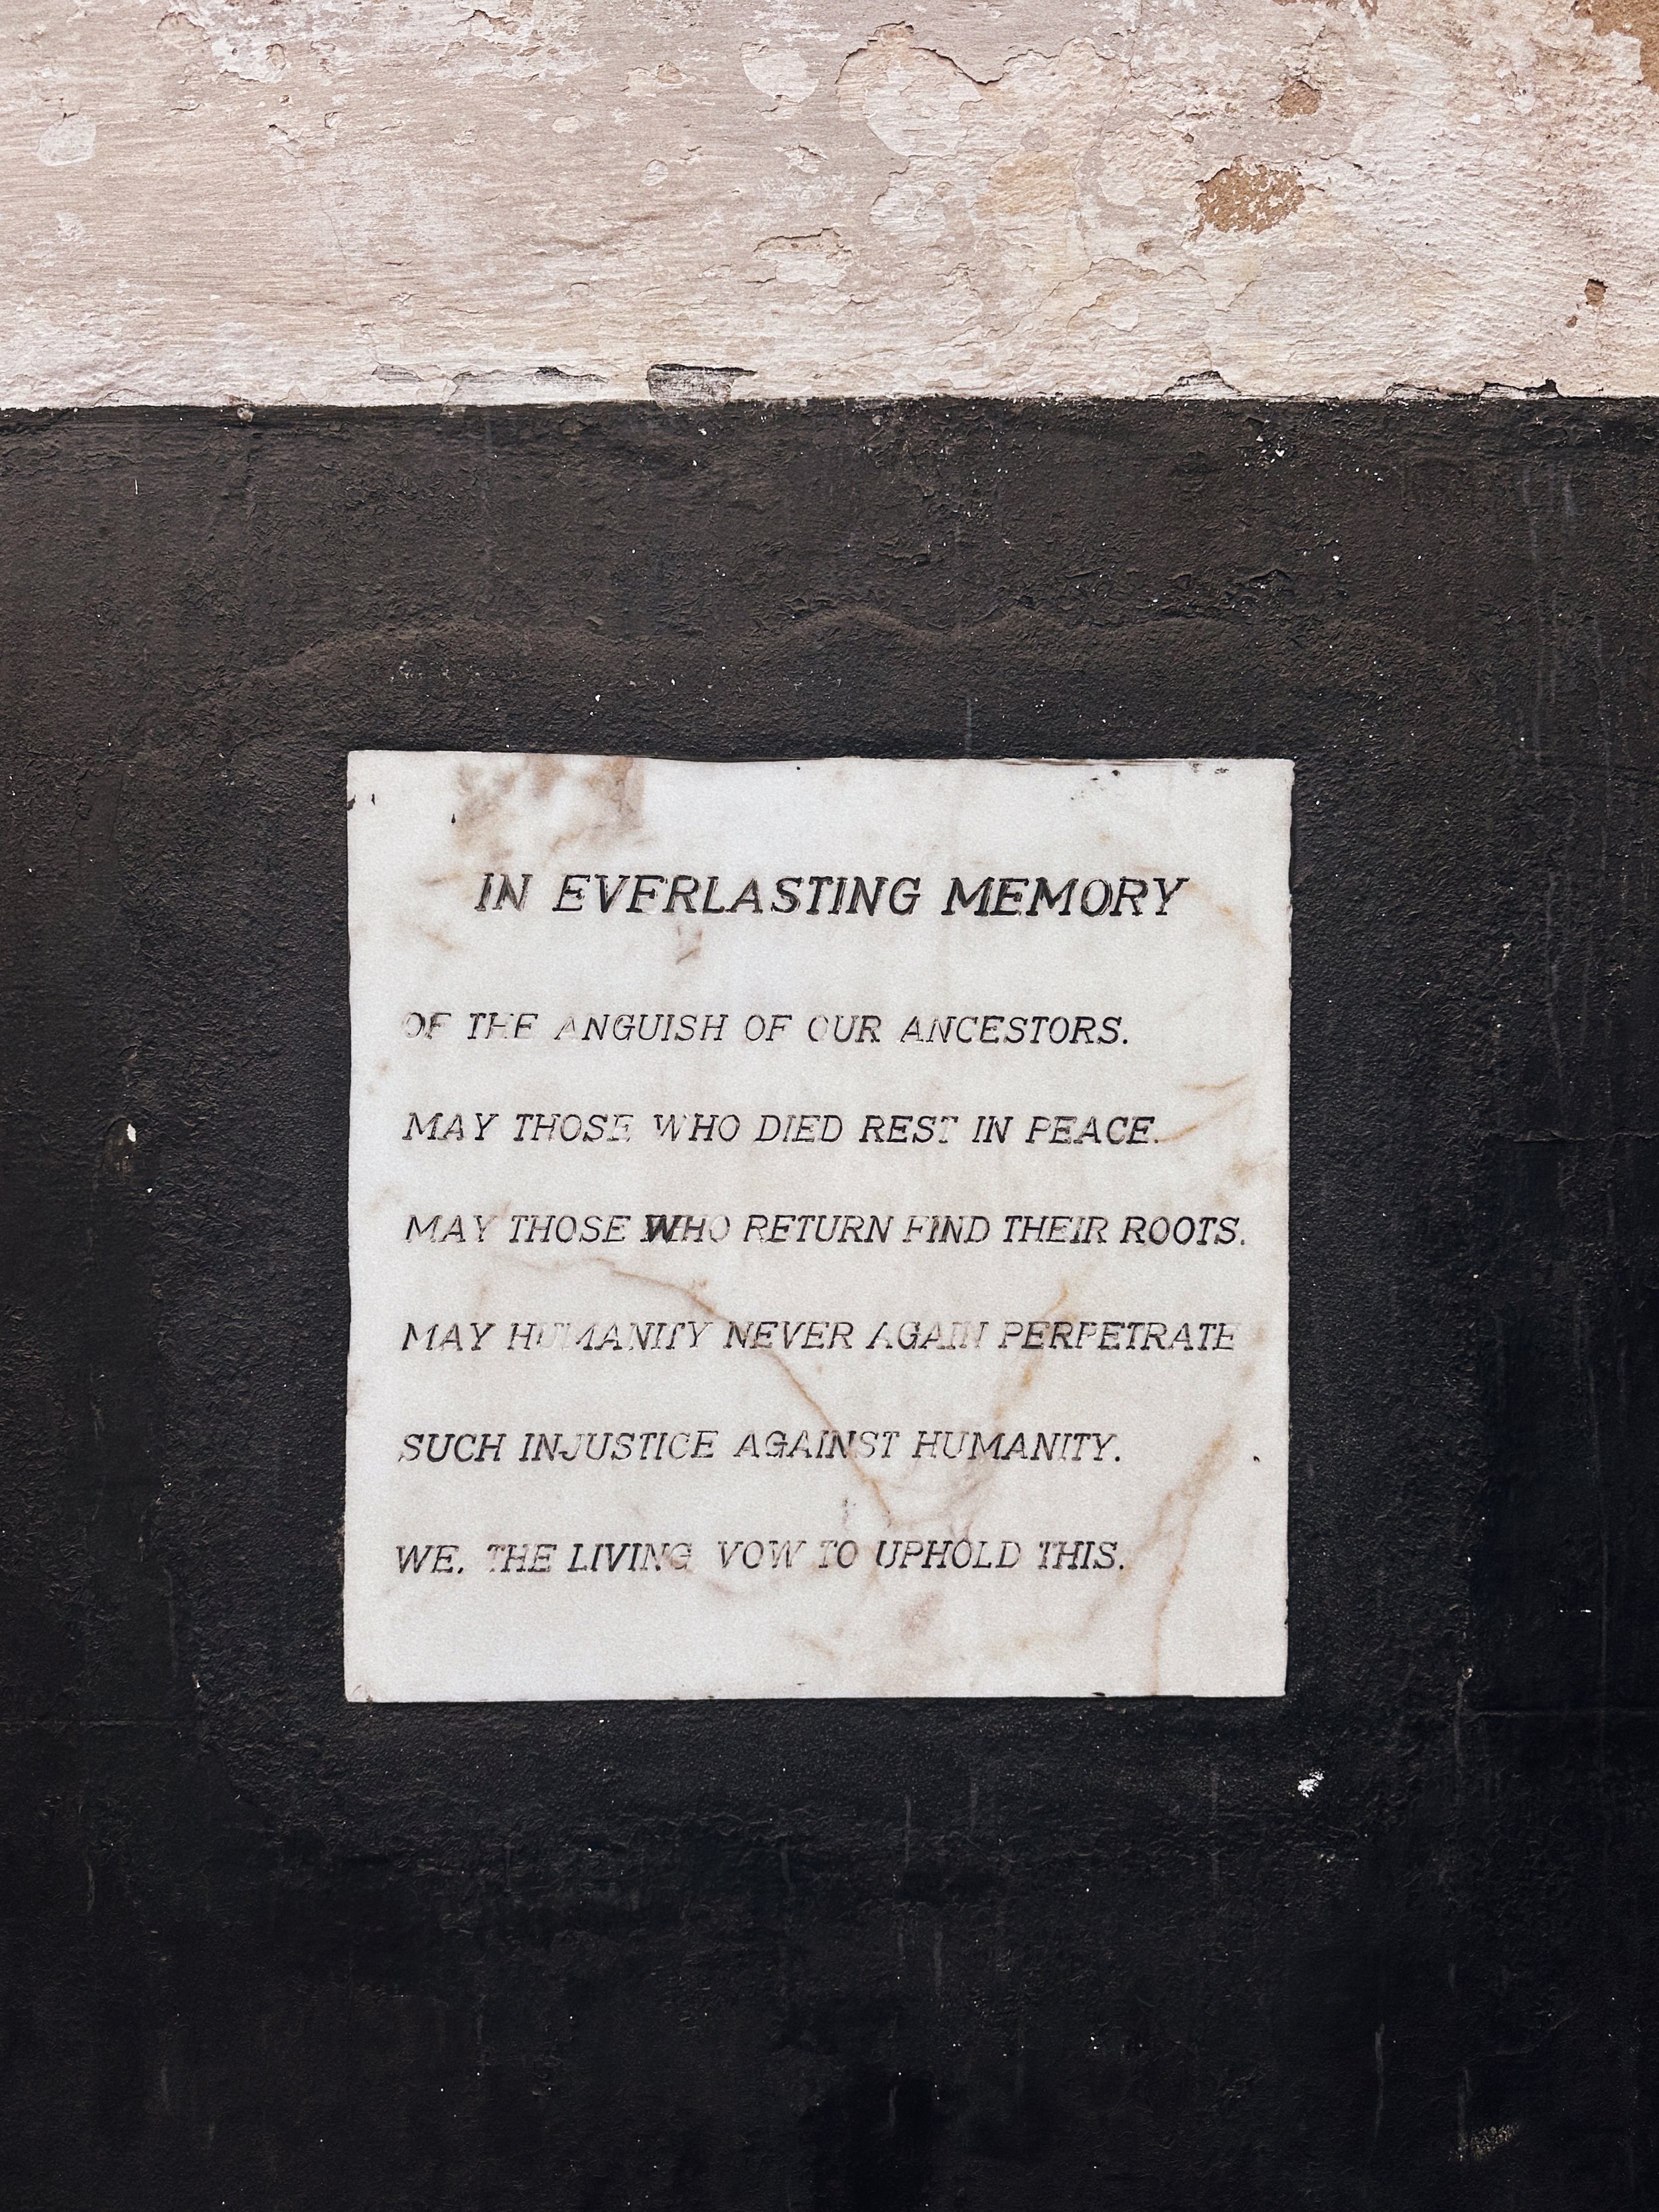 IN EVERLASTING MEMORY
OF THE ANGUISH OF OUR ANCESTORS.
MAY THOSE WHO DIED REST IN PEACE.
MAY THOSE WHO RETURN FIND THEIR ROOTS.
MAY HUMANITY NEVER AGAIN PERPETRATE
SUCH INJUSTICE AGAINST HUMANITY.
WE, THE LIVING VOW TO UPHOLD THIS.